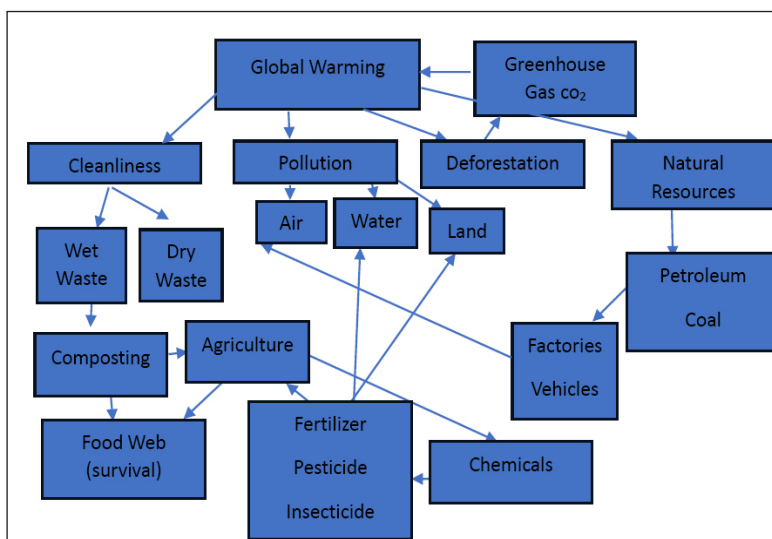 Global Warming
Greenhouse
Gas co₂
Cleanliness
Pollution
Deforestation
Natural
Resources
Air
Water
Land
Wet
Waste
Dry
Waste
Petroleum
Coal
Composting
Agriculture
Factories
Vehicles
Food Web
(survival)
Fertilizer
Pesticide
Insecticide
Chemicals